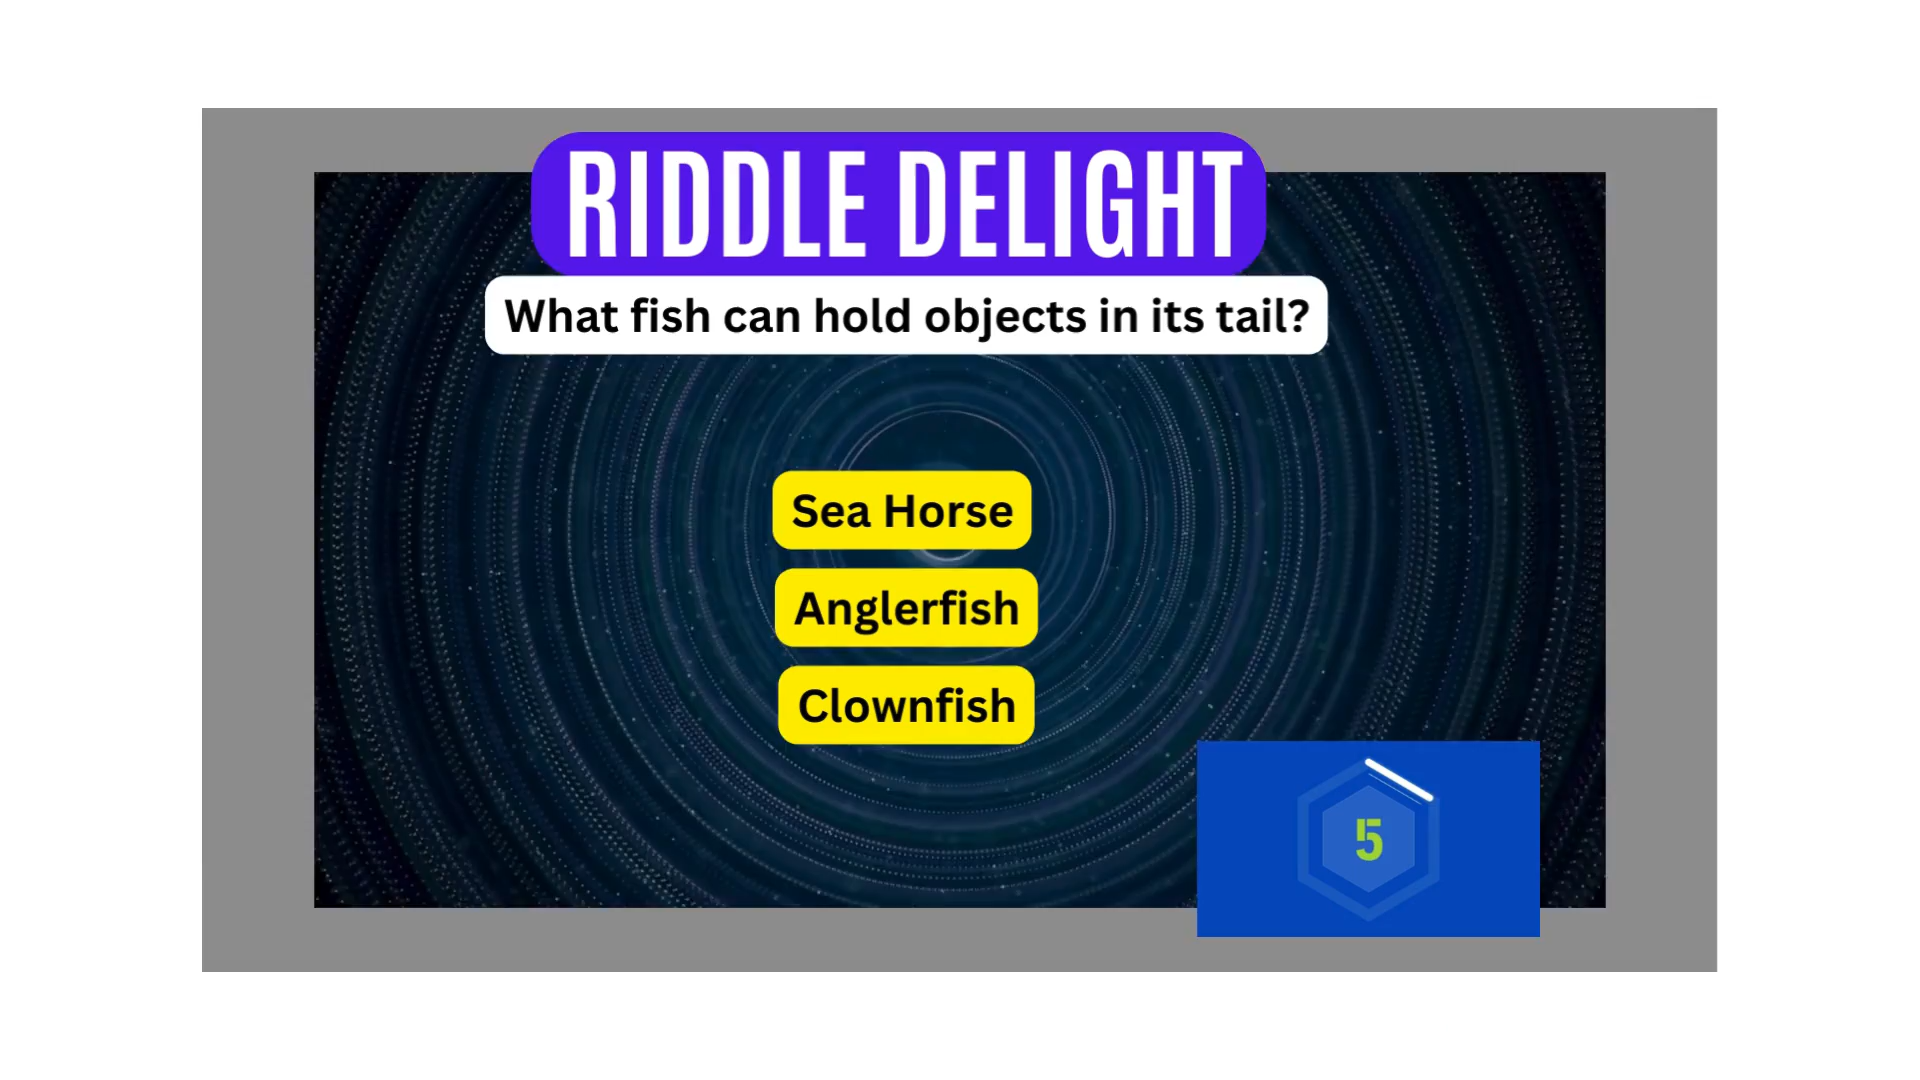 RIDDLE DELIGHT
What fish can hold objects in its tail?
Sea Horse
Anglerfish
Clownfish
5